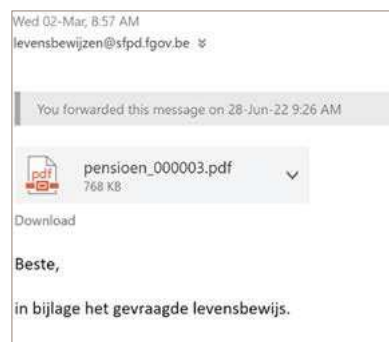 Wed 02-Mar, 8:57 AM
levensbewijzen@sfpd.fgov.be
You forwarded this message on 28-Jun-22 9:26 AM
pdf
pensioen_000003.pdf
768 KB
Download
Beste,
in bijlage het gevraagde levensbewijs.